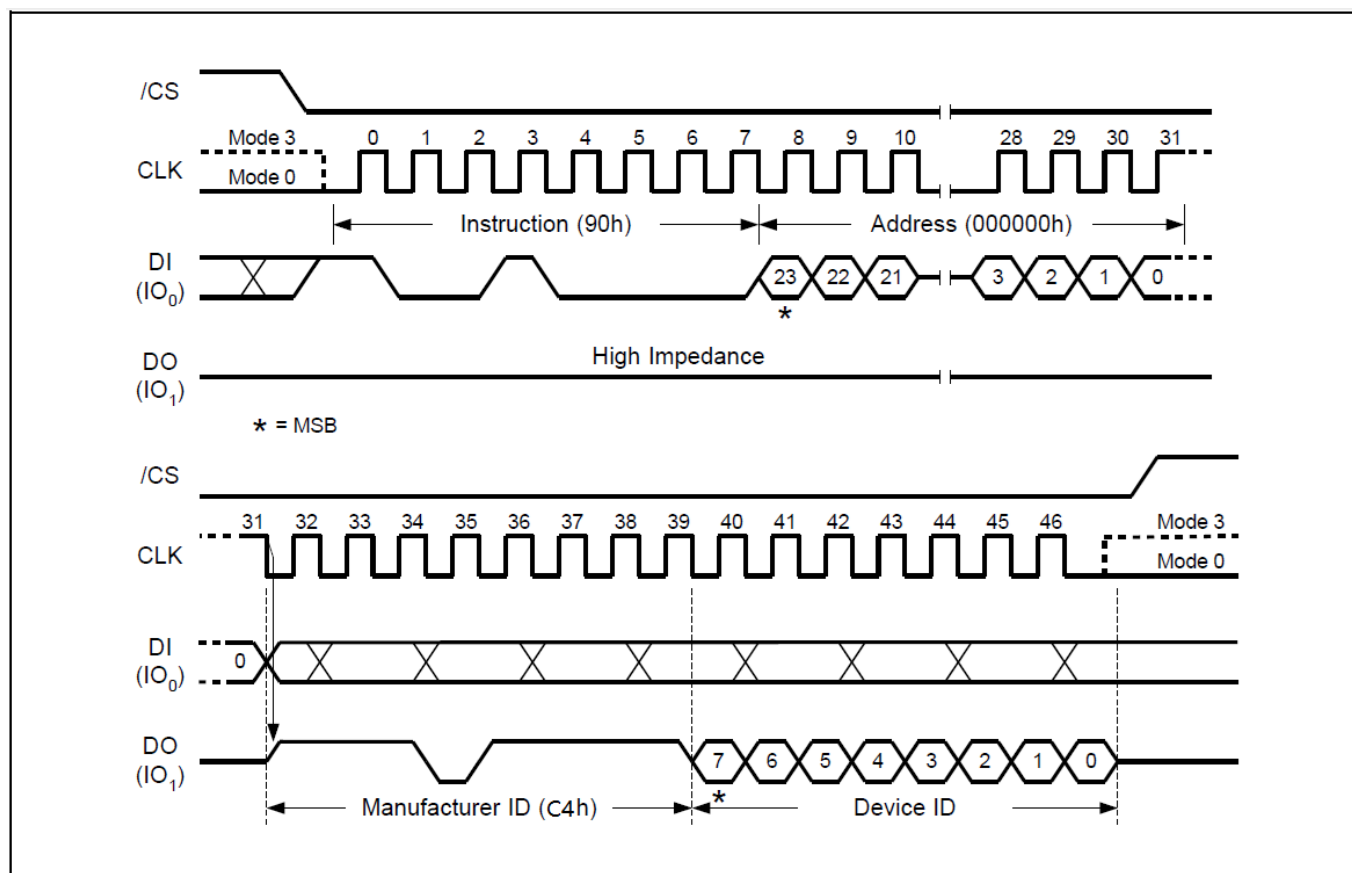 /CS
Mode 3 0 1 2 3 4 5 6 7 8 9 10 28 29 30 31
CLK
Mode 0
Instruction (90h) Address (000000h)
DI
(IO0)
23 22 21 3 2 1 0
*
DO
(IO1)
High Impedance
* = MSB
/CS
31 32 33 34 35 36 37 38 39 40 41 42 43 44 45 46 Mode 3
CLK
Mode 0
DI
(IO0)
0
DO
(IO1)
7 6 5 4 3 2 1 0
*
Manufacturer ID (C4h) Device ID